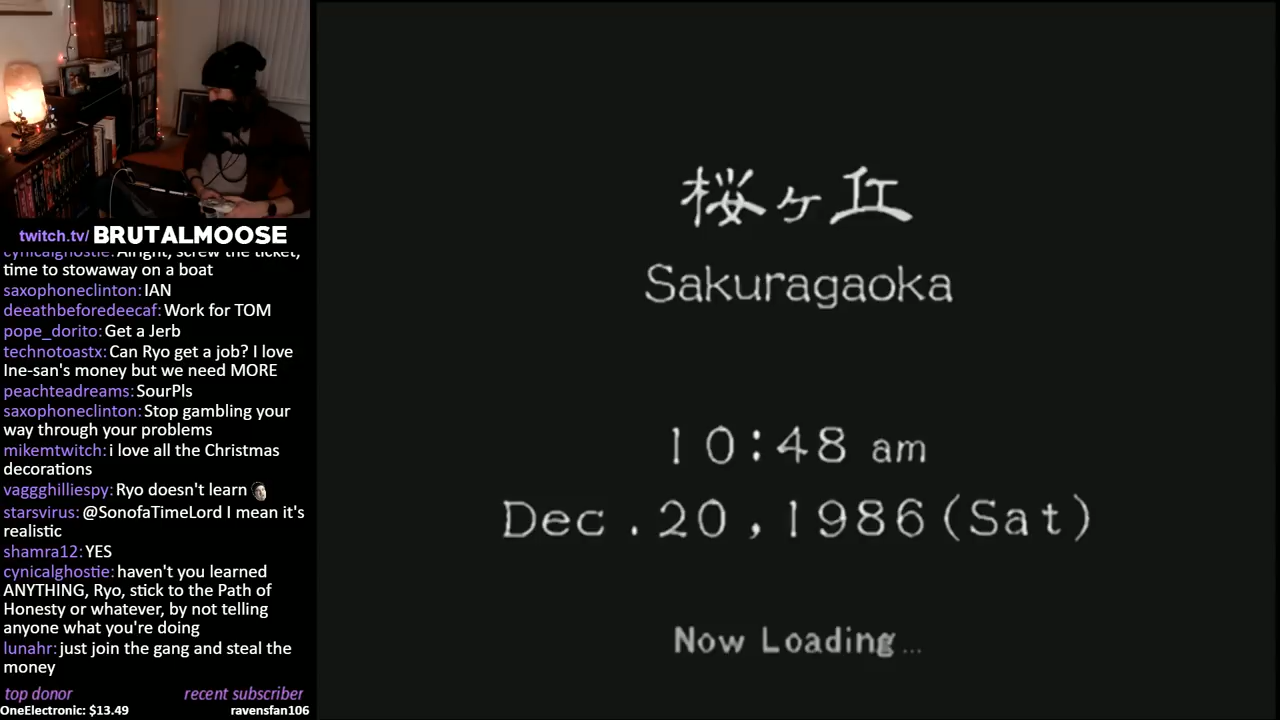 twitch.tv/ BRUTALMOOSE
cynicalghostie: Alright, screw the ticket,
time to stowaway on a boat
saxophoneclinton: IAN
deeathbeforedeecaf: Work for TOM
pope_dorito: Get a Jerb
technotoastx: Can Ryo get a job? I love
Ine-san's money but we need MORE
peachteadreams: SourPls
saxophoneclinton: Stop gambling your
way through your problems
mikemtwitch: i love all the Christmas
decorations
vaggghilliespy: Ryo doesn't learn
starsvirus: @SonofaTimeLord I mean it's
realistic
shamra12: YES
cynicalghostie: haven't you learned
ANYTHING, Ryo, stick to the Path of
Honesty or whatever, by not telling
anyone what you're doing
lunahr: just join the gang and steal the
money
top donor
recent subscriber
OneElectronic: $13.49
ravensfan106
桜ヶ丘
Sakuragaoka
10:48 am
Dec.20,1986(Sat)
Now Loading...